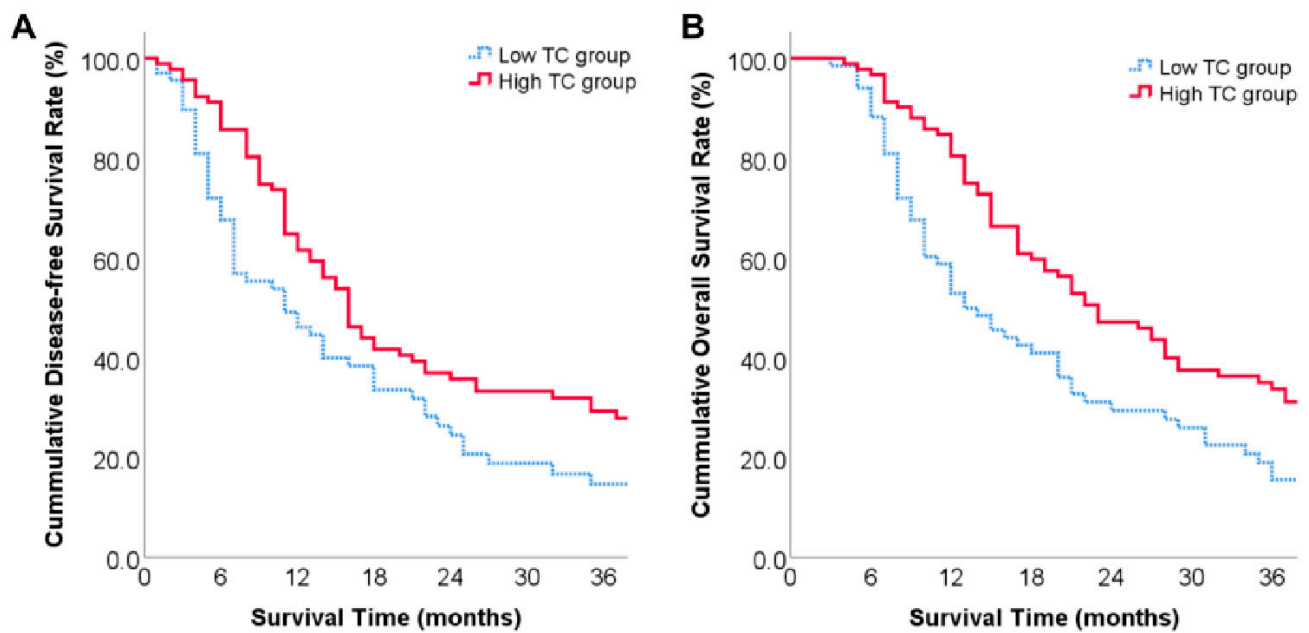 A
Cummulative Disease-free Survival Rate (%)
100.0
80.0
60.0
40.0
20.0
0.0
Low TC group
High TC group
0 6 12 18 24 30 36
Survival Time (months)
B
Cummulative Overall Survival Rate (%)
100.0
80.0
60.0
40.0
20.0
0.0
Low TC group
High TC group
0 6 12 18 24 30 36
Survival Time (months)